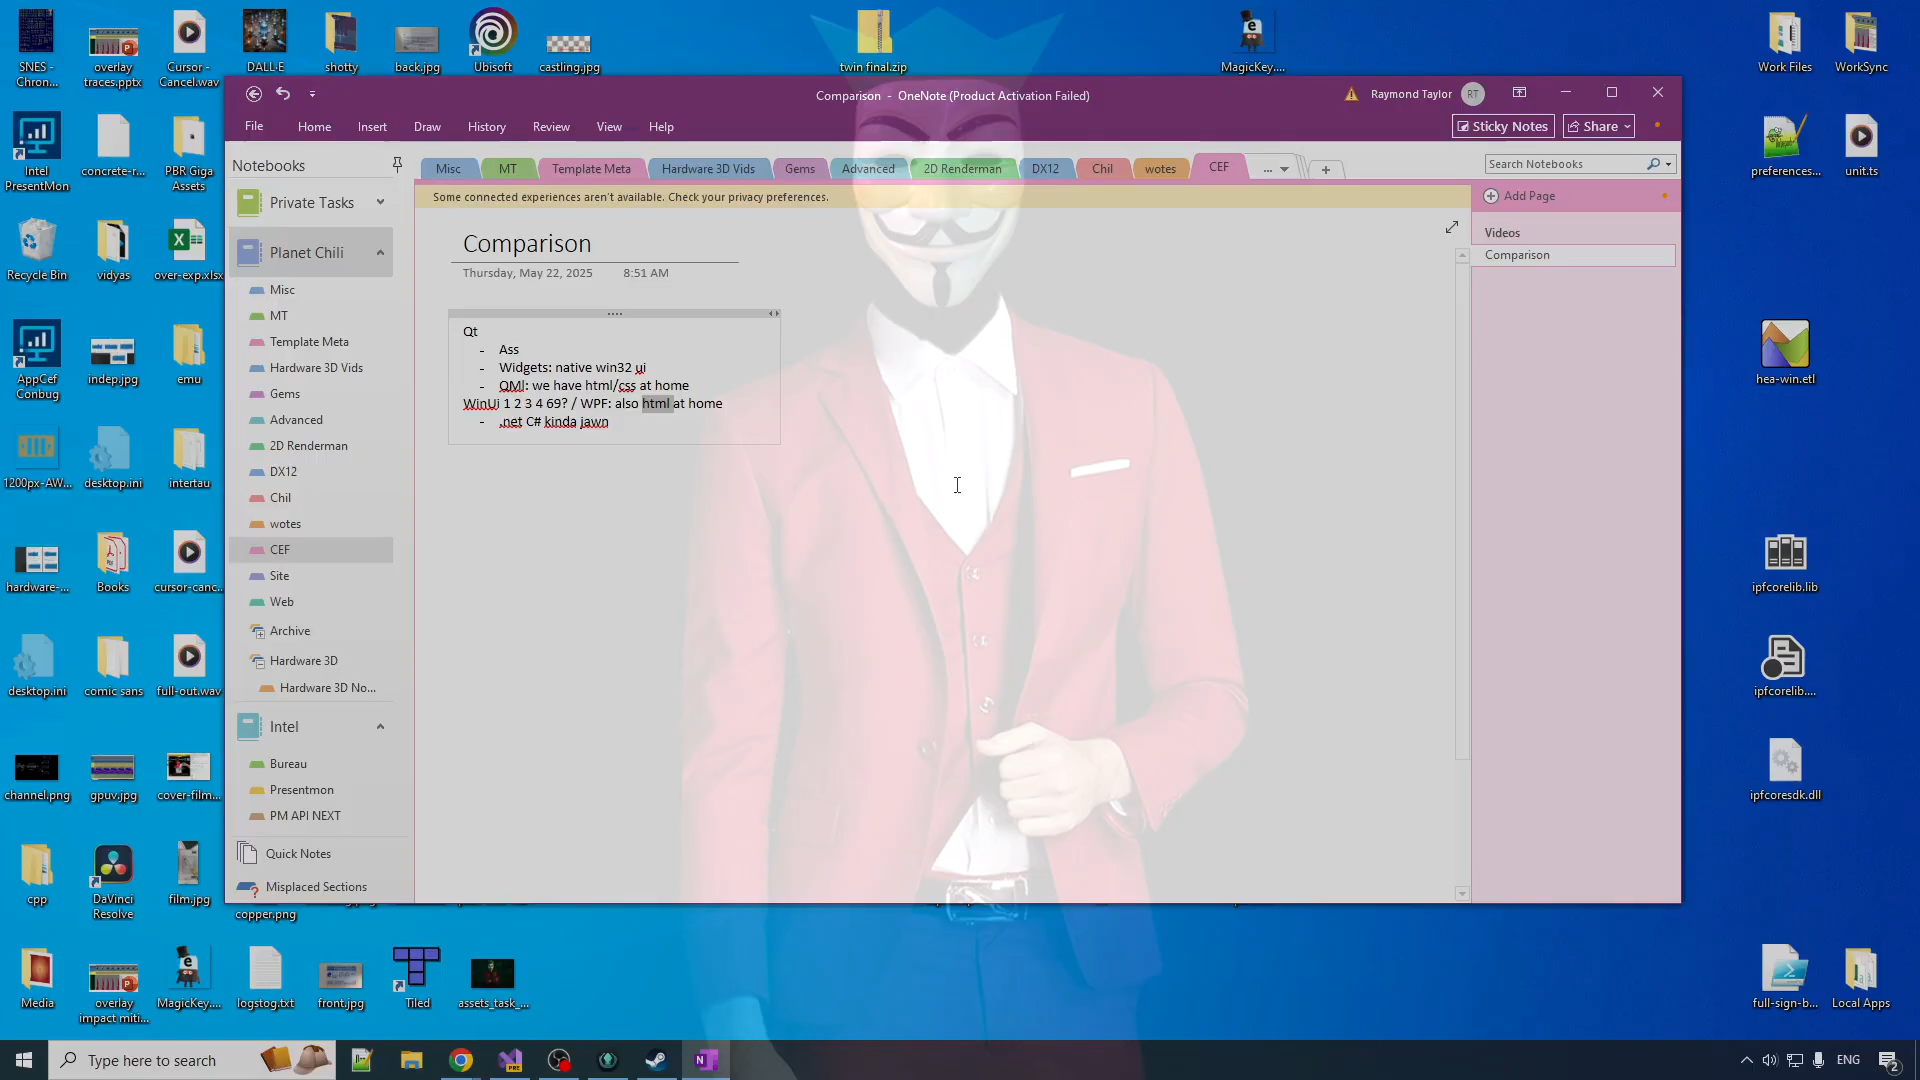 SNES - Chron...
overlay traces.pptx
Cursor - Cancel.wav
DALL·E
shotty
back.jpg
Ubisoft
castling.jpg
twin final.zip
MagicKey....
Work Files
WorkSync
Comparison - OneNote (Product Activation Failed)
Raymond Taylor
RT
File
Home
Insert
Draw
History
Review
View
Help
Sticky Notes
Share
Intel PresentMon
concrete-r...
PBR Giga Assets
preferences...
unit.ts
Notebooks
Misc
MT
Template Meta
Hardware 3D Vids
Gems
Advanced
2D Renderman
DX12
Chil
wotes
CEF
...
Search Notebooks
Some connected experiences aren't available. Check your privacy preferences.
Add Page
Private Tasks
Planet Chili
Misc
MT
Template Meta
Hardware 3D Vids
Gems
Advanced
2D Renderman
DX12
Chil
wotes
CEF
Site
Web
Archive
Hardware 3D
Hardware 3D No...
Intel
Bureau
Presentmon
PM API NEXT
Quick Notes
Misplaced Sections
Comparison
Thursday, May 22, 2025 8:51 AM
Qt
- Ass
- Widgets: native win32 ui
- QMl: we have html/css at home
WinUi 1 2 3 4 69? / WPF: also html at home
- .net C# kinda jawn
Videos
Comparison
Recycle Bin
vidyas
over-exp.xlsx
AppCef Conbug
indep.jpg
emu
hea-win.etl
1200px-AW...
desktop.ini
intertau
hardware-...
Books
cursor-canc...
ipfcorelib.lib
desktop.ini
comic sans
full-out.wav
ipfcorelib....
channel.png
gpuv.jpg
cover-film...
ipfcoresdk.dll
cpp
DaVinci Resolve
film.jpg
copper.png
Media
overlay impact miti...
MagicKey....
logstog.txt
front.jpg
Tiled
assets_task_...
full-sign-b...
Local Apps
Type here to search
PRE
N
ENG
2